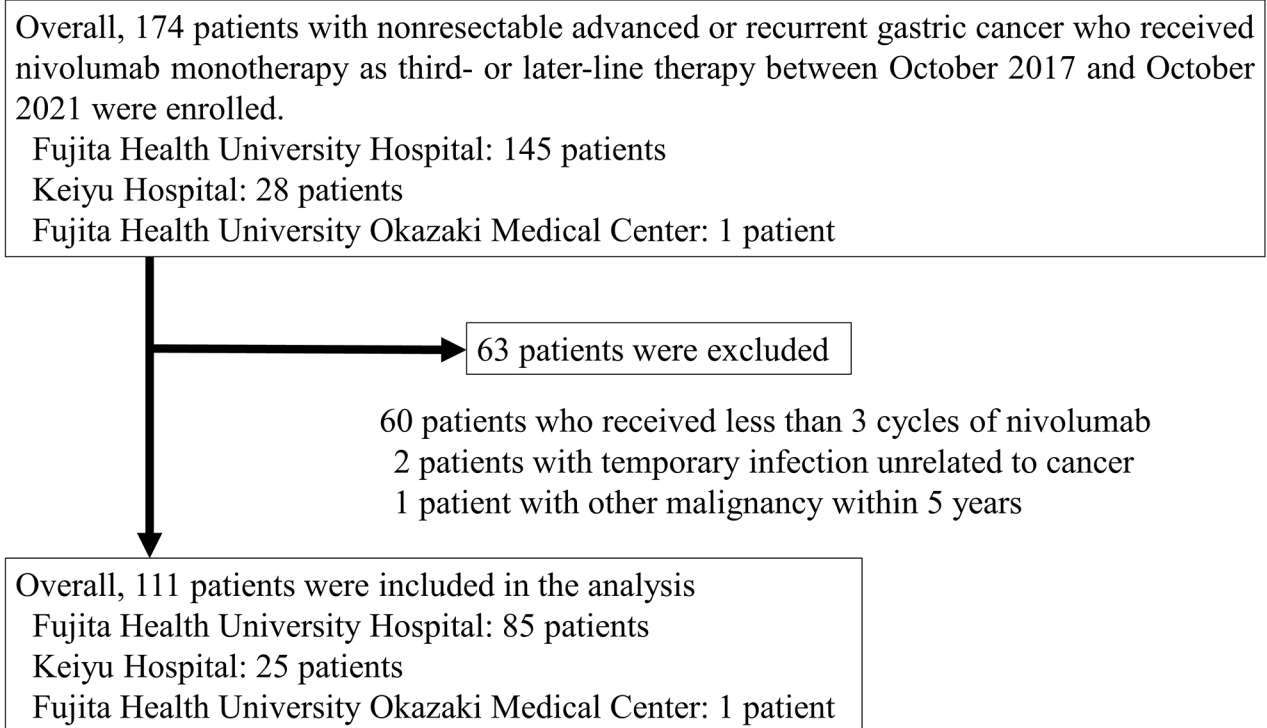 Overall, 174 patients with nonresectable advanced or recurrent gastric cancer who received
nivolumab monotherapy as third- or later-line therapy between October 2017 and October
2021 were enrolled.
Fujita Health University Hospital: 145 patients
Keiyu Hospital: 28 patients
Fujita Health University Okazaki Medical Center: 1 patient
63 patients were excluded
60 patients who received less than 3 cycles of nivolumab
2 patients with temporary infection unrelated to cancer
1 patient with other malignancy within 5 years
Overall, 111 patients were included in the analysis
Fujita Health University Hospital: 85 patients
Keiyu Hospital: 25 patients
Fujita Health University Okazaki Medical Center: 1 patient